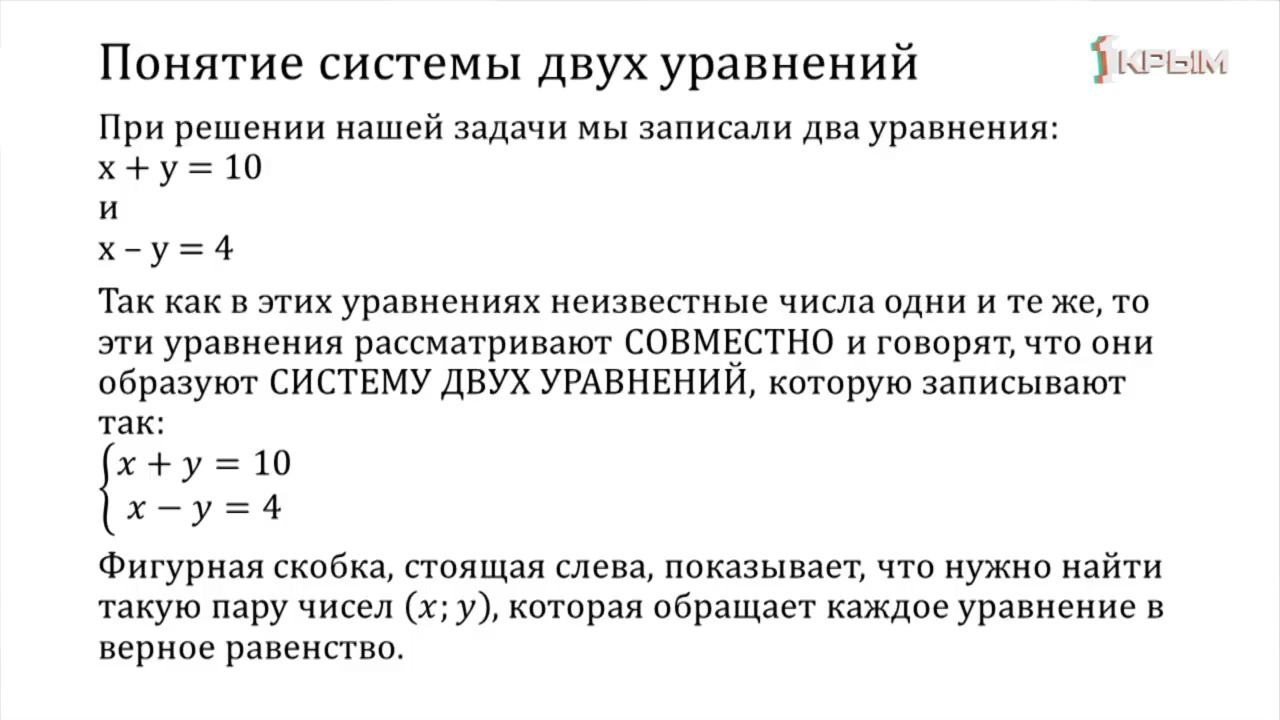 Понятие системы двух уравнений
1КРЫМ
При решении нашей задачи мы записали два уравнения:
x + y = 10
и
x – y = 4
Так как в этих уравнениях неизвестные числа одни и те же, то
эти уравнения рассматривают СОВМЕСТНО и говорят, что они
образуют СИСТЕМУ ДВУХ УРАВНЕНИЙ, которую записывают
так:
{x + y = 10
x − y = 4
Фигурная скобка, стоящая слева, показывает, что нужно найти
такую пару чисел (x; y), которая обращает каждое уравнение в
верное равенство.